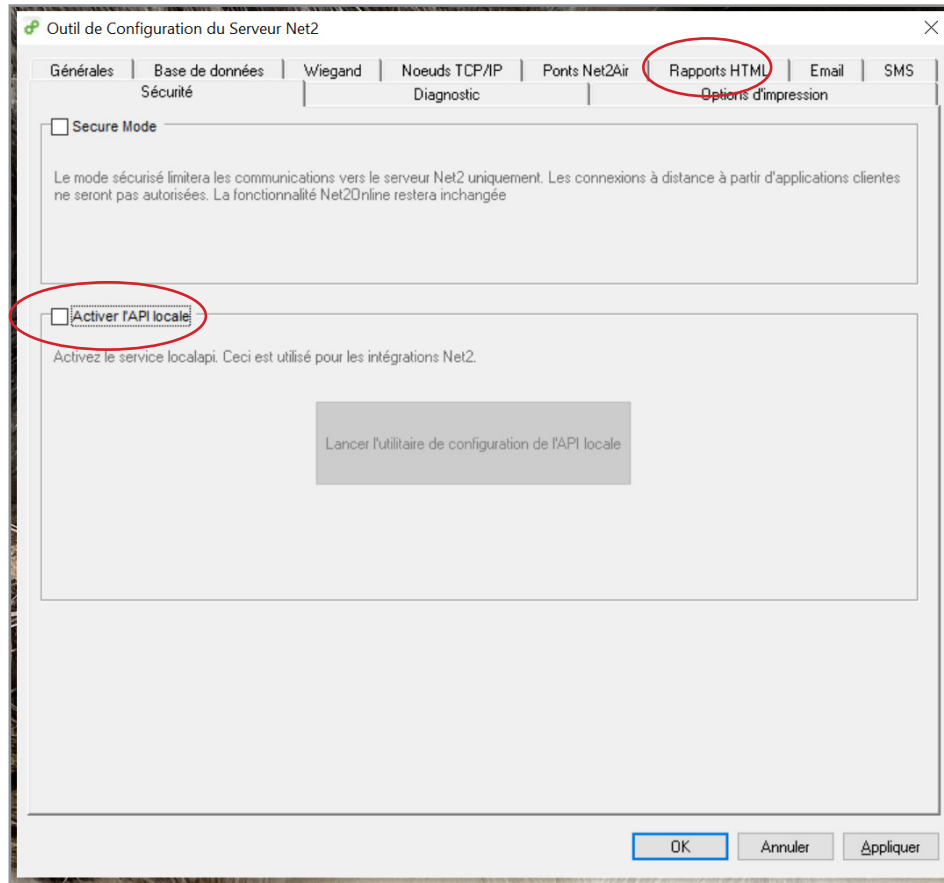 Outil de Configuration du Serveur Net2
Générales Base de données Wiegand Noeuds TCP/IP Ponts Net2Air Rapports HTML Email SMS
Sécurité Diagnostic Options d'impression
Secure Mode
Le mode sécurisé limitera les communications vers le serveur Net2 uniquement. Les connexions à distance à partir d'applications clientes
ne seront pas autorisées. La fonctionnalité Net2Online restera inchangée
Activer l'API locale
Activez le service localapi. Ceci est utilisé pour les intégrations Net2.
Lancer l'utilitaire de configuration de l'API locale
OK Annuler Appliquer